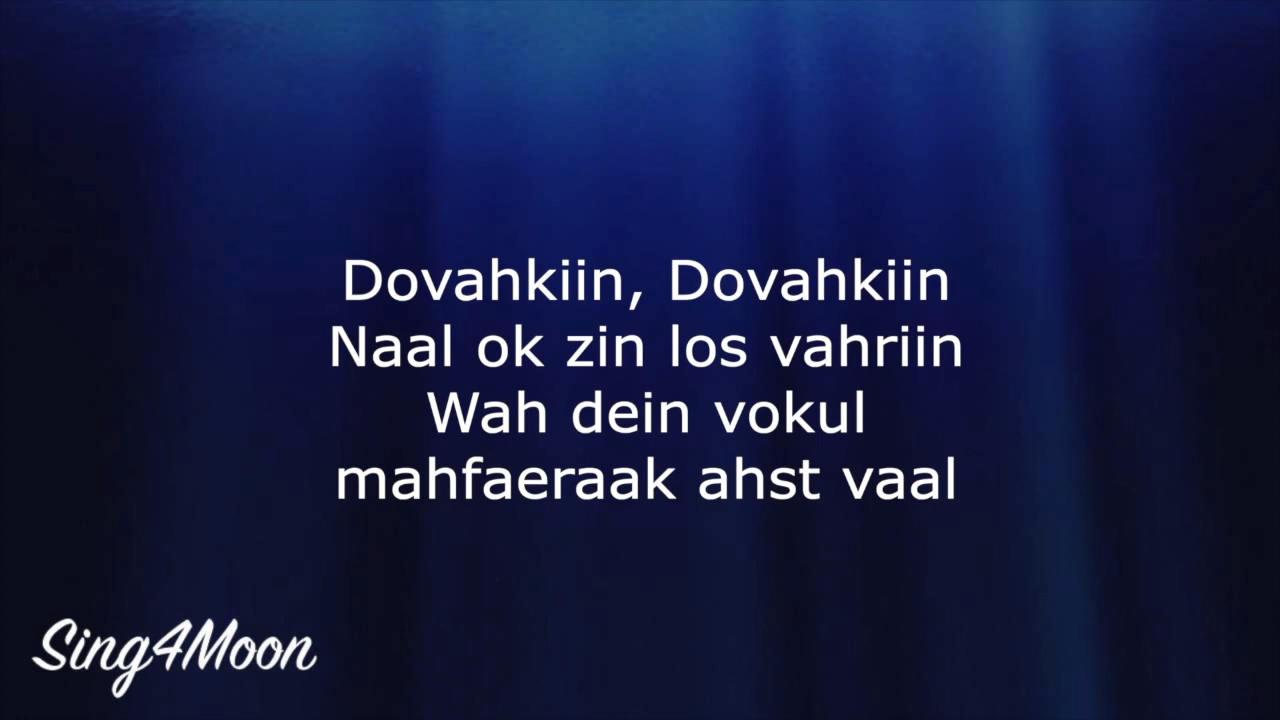 Dovahkiin, Dovahkiin
Naal ok zin los vahriin
Wah dein vokul
mahfaeraak ahst vaal
Sing4Moon